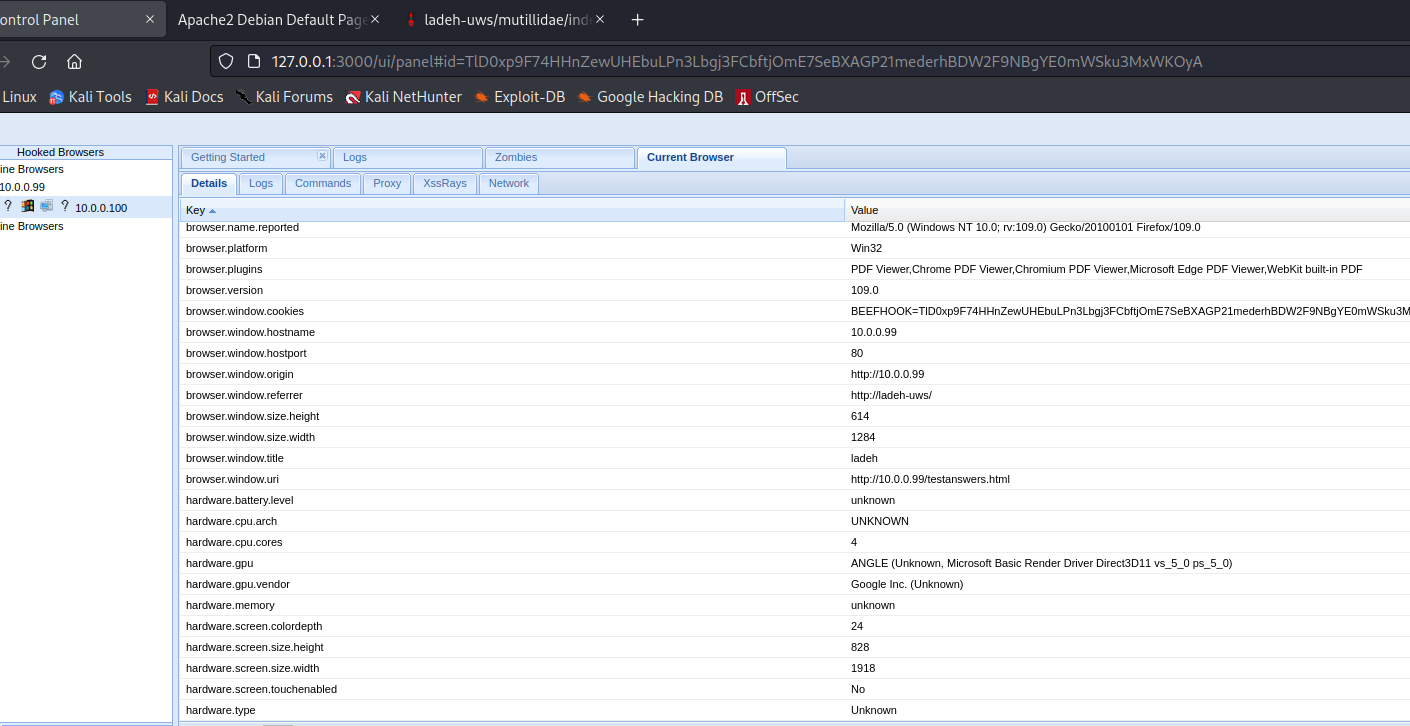 ontrol Panel Apache2 Debian Default Page ladeh-uws/mutillidae/inde
127.0.0.1:3000/ui/panel#id=TlD0xp9F74HHnZewUHEbuLPn3Lbgj3FCbftjOmE7SeBXAGP21mederhBDW2F9NBgYE0mWSku3MxWKOyA
Linux Kali Tools Kali Docs Kali Forums Kali NetHunter Exploit-DB Google Hacking DB OffSec
Hooked Browsers
ine Browsers
10.0.0.99
? ? 10.0.0.100
ine Browsers
Getting Started Logs Zombies Current Browser
Details Logs Commands Proxy XssRays Network
Key Value
browser.name.reported Mozilla/5.0 (Windows NT 10.0; rv:109.0) Gecko/20100101 Firefox/109.0
browser.platform Win32
browser.plugins PDF Viewer,Chrome PDF Viewer,Chromium PDF Viewer,Microsoft Edge PDF Viewer,WebKit built-in PDF
browser.version 109.0
browser.window.cookies BEEFHOOK=TlD0xp9F74HHnZewUHEbuLPn3Lbgj3FCbftjOmE7SeBXAGP21mederhBDW2F9NBgYE0mWSku3M
browser.window.hostname 10.0.0.99
browser.window.hostport 80
browser.window.origin http://10.0.0.99
browser.window.referrer http://ladeh-uws/
browser.window.size.height 614
browser.window.size.width 1284
browser.window.title ladeh
browser.window.uri http://10.0.0.99/testanswers.html
hardware.battery.level unknown
hardware.cpu.arch UNKNOWN
hardware.cpu.cores 4
hardware.gpu ANGLE (Unknown, Microsoft Basic Render Driver Direct3D11 vs_5_0 ps_5_0)
hardware.gpu.vendor Google Inc. (Unknown)
hardware.memory unknown
hardware.screen.colordepth 24
hardware.screen.size.height 828
hardware.screen.size.width 1918
hardware.screen.touchenabled No
hardware.type Unknown